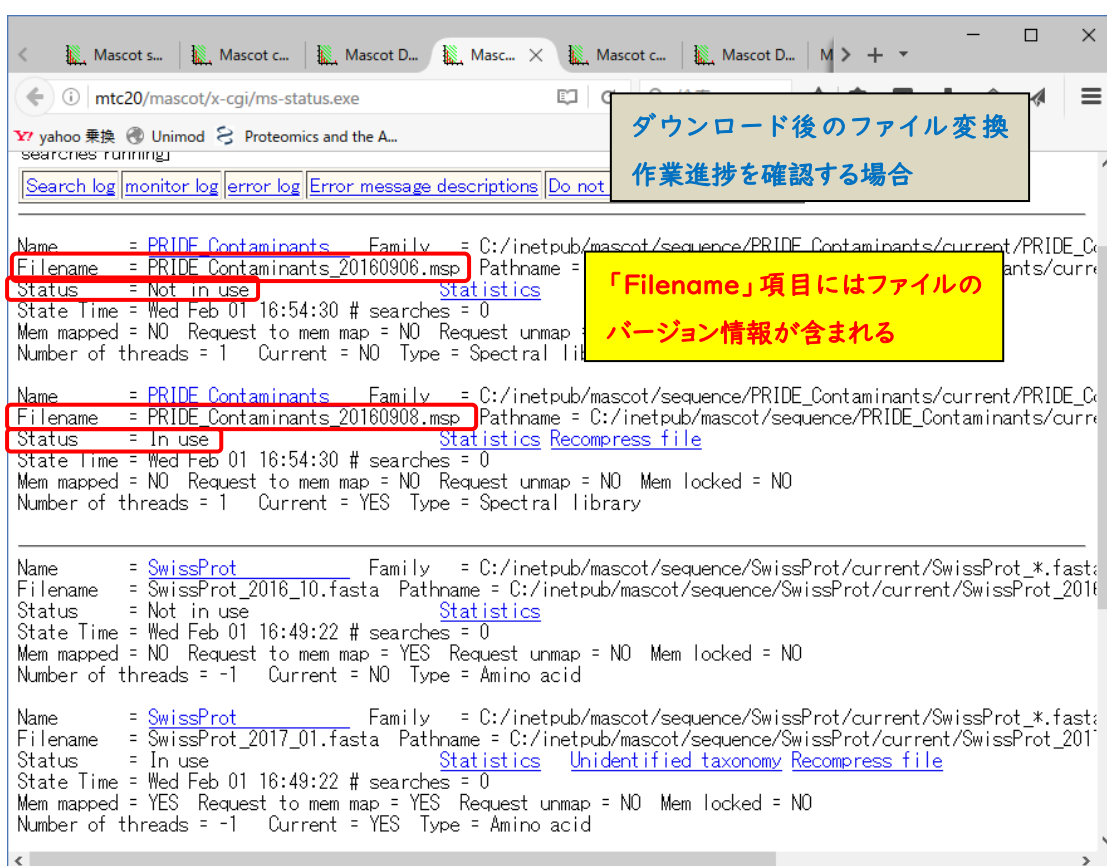 Mascot s... Mascot c... Mascot D... Masc... Mascot c... Mascot D... M
mtc20/mascot/x-cgi/ms-status.exe
yahoo 乗換 Unimod Proteomics and the A...
ダウンロード後のファイル変換
作業進捗を確認する場合
searches running]
Search log monitor log error log Error message descriptions Do not
Name = PRIDE_Contaminants Family = C:/inetpub/mascot/sequence/PRIDE_Contaminants/current/PRIDE_Co
Filename = PRIDE_Contaminants_20160906.msp Pathname = ants/curre
Status = Not in use Statistics
State Time = Wed Feb 01 16:54:30 # searches = 0
Mem mapped = NO Request to mem map = NO Request unmap =
Number of threads = 1 Current = NO Type = Spectral lib
「Filename」項目にはファイルの
バージョン情報が含まれる
Name = PRIDE_Contaminants Family = C:/inetpub/mascot/sequence/PRIDE_Contaminants/current/PRIDE_Co
Filename = PRIDE_Contaminants_20160908.msp Pathname = C:/inetpub/mascot/sequence/PRIDE_Contaminants/curre
Status = In use Statistics Recompress file
State Time = Wed Feb 01 16:54:30 # searches = 0
Mem mapped = NO Request to mem map = NO Request unmap = NO Mem locked = NO
Number of threads = 1 Current = YES Type = Spectral library
Name = SwissProt Family = C:/inetpub/mascot/sequence/SwissProt/current/SwissProt_*.fasta
Filename = SwissProt_2016_10.fasta Pathname = C:/inetpub/mascot/sequence/SwissProt/current/SwissProt_2016
Status = Not in use Statistics
State Time = Wed Feb 01 16:49:22 # searches = 0
Mem mapped = NO Request to mem map = YES Request unmap = NO Mem locked = NO
Number of threads = -1 Current = NO Type = Amino acid
Name = SwissProt Family = C:/inetpub/mascot/sequence/SwissProt/current/SwissProt_*.fasta
Filename = SwissProt_2017_01.fasta Pathname = C:/inetpub/mascot/sequence/SwissProt/current/SwissProt_2017
Status = In use Statistics Unidentified taxonomy Recompress file
State Time = Wed Feb 01 16:49:22 # searches = 0
Mem mapped = YES Request to mem map = YES Request unmap = NO Mem locked = NO
Number of threads = -1 Current = YES Type = Amino acid